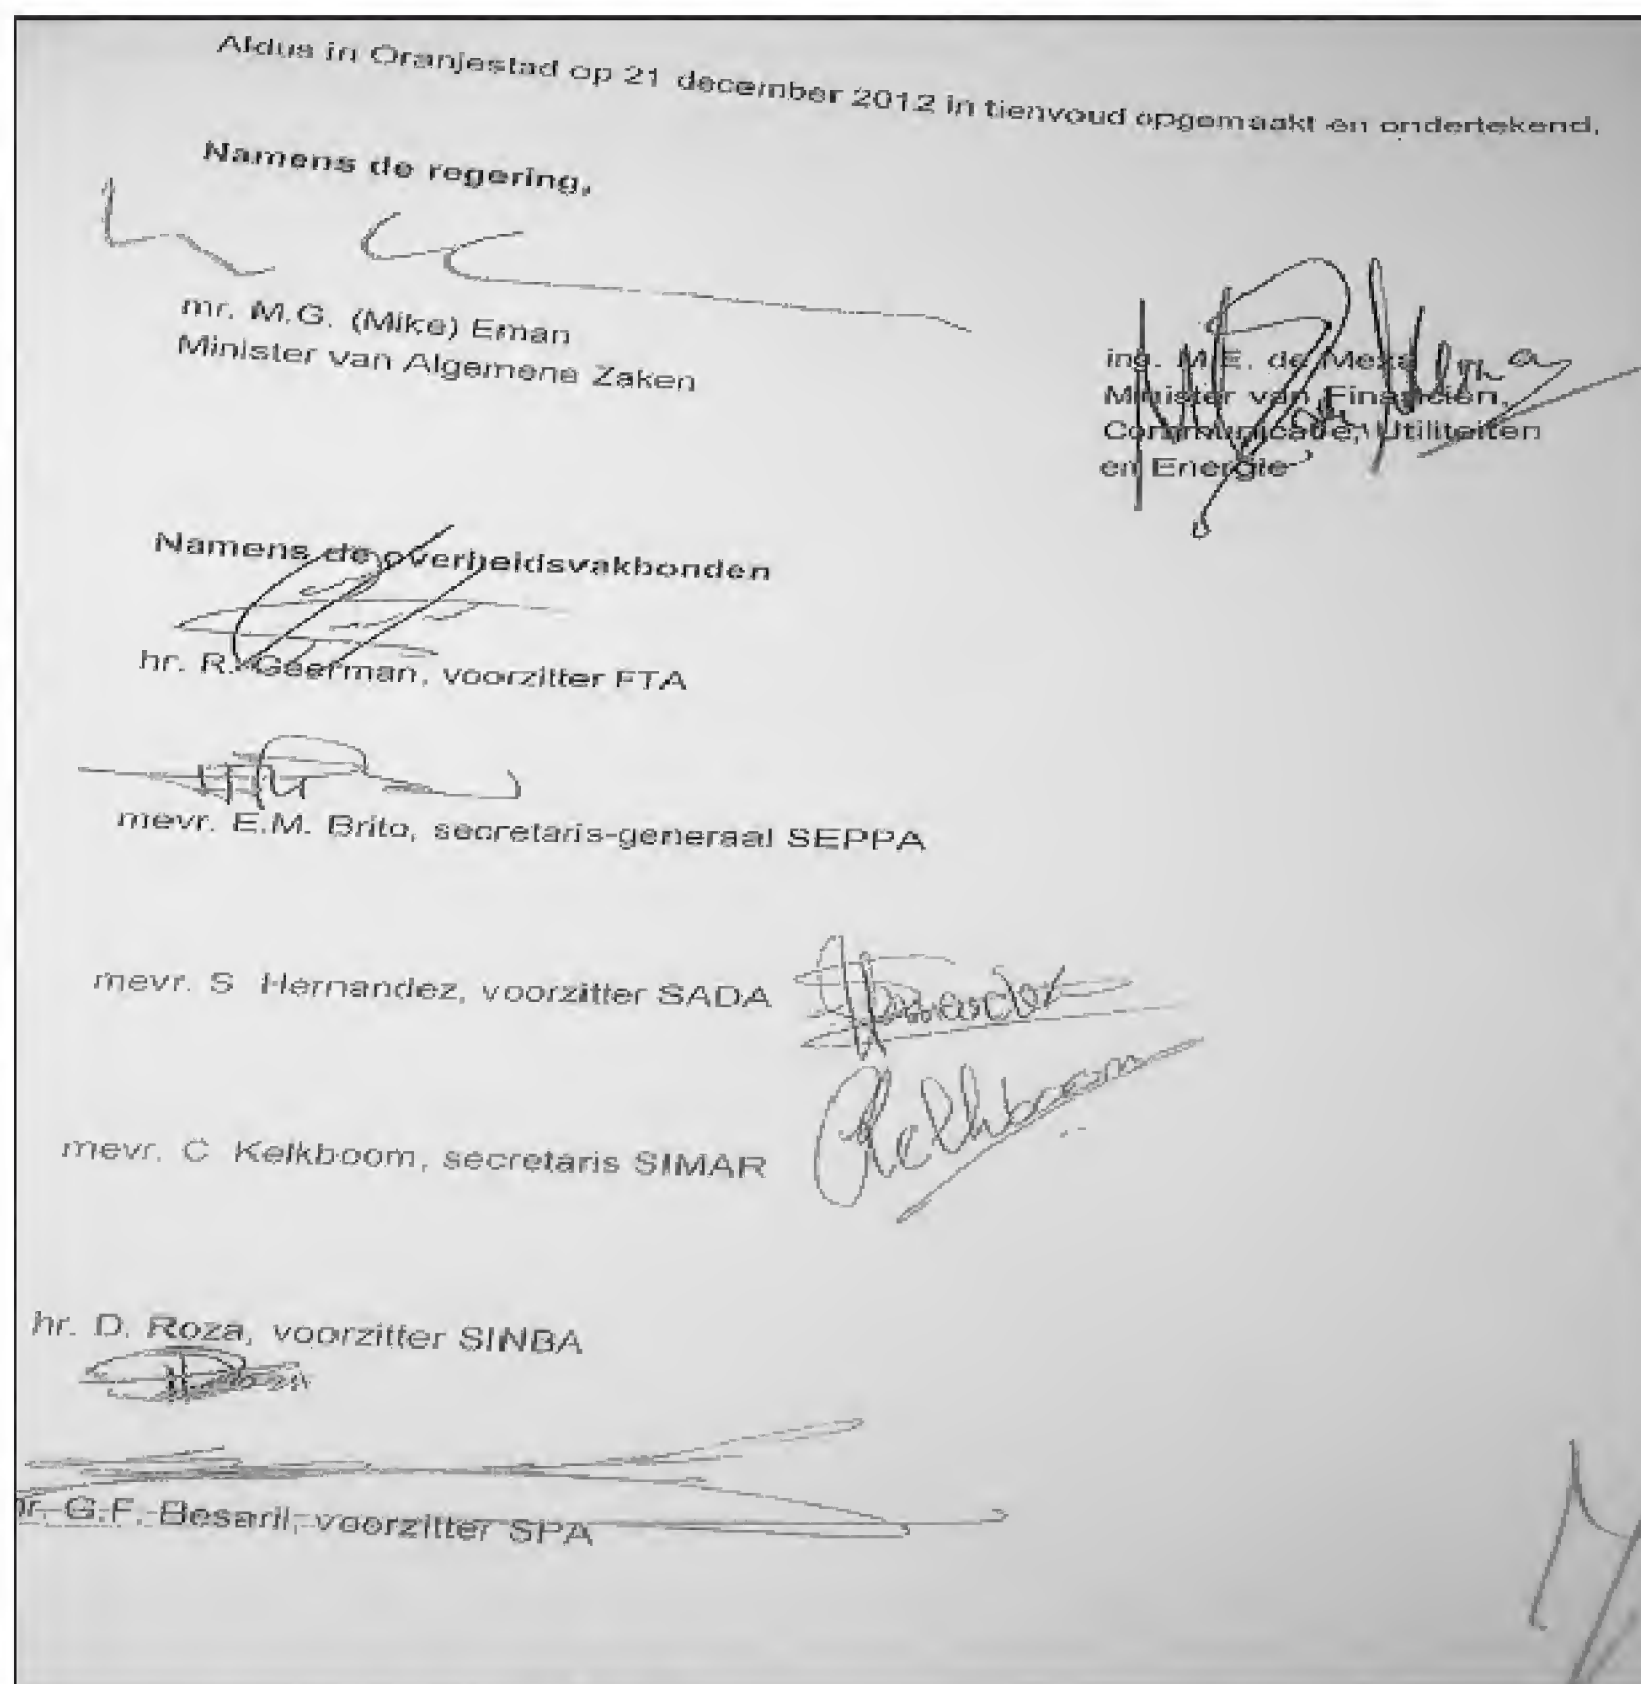 Aldus in Oranjestad op 21 december 2012 in tienvoud opgemaakt en ondertekend.
Namens de regering,
mr. M.G. (Mike) Eman
Minister van Algemene Zaken
ing. M.E. de Meza
Minister van Financiën,
Communicatie, Utiliteiten
en Energie
Namens de overheidsvakbonden
hr. R. Geerman, voorzitter FTA
mevr. E.M. Brito, secretaris-generaal SEPPA
mevr. S Hernandez, voorzitter SADA
mevr. C Kelkboom, secretaris SIMAR
hr. D. Roza, voorzitter SINBA
hr. G.F. Besaril, voorzitter SPA